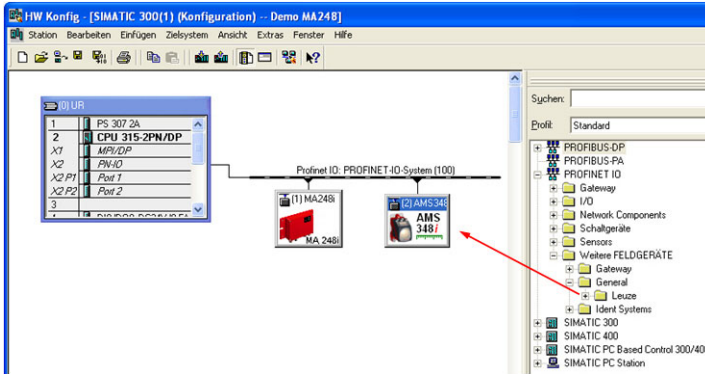 HW Konfig - [SIMATIC 300(1) (Konfiguration) -- Demo MA248]
Station Bearbeiten Einfügen Zielsystem Ansicht Extras Fenster Hilfe
(0) UR
1 PS 307 2A
2 CPU 315-2PN/DP
X1 MPI/DP
X2 PN-IO
X2 P1 Port 1
X2 P2 Port 2
3
Profinet IO: PROFINET-IO-System (100)
(1) MA248i
MA 248i
(2) AMS348
AMS
348i
Suchen:
Profil: Standard
PROFIBUS-DP
PROFIBUS-PA
PROFINET IO
Gateway
I/O
Network Components
Schaltgeräte
Sensors
Weitere FELDGERÄTE
Gateway
General
Leuze
Ident Systems
SIMATIC 300
SIMATIC 400
SIMATIC PC Based Control 300/40
SIMATIC PC Station